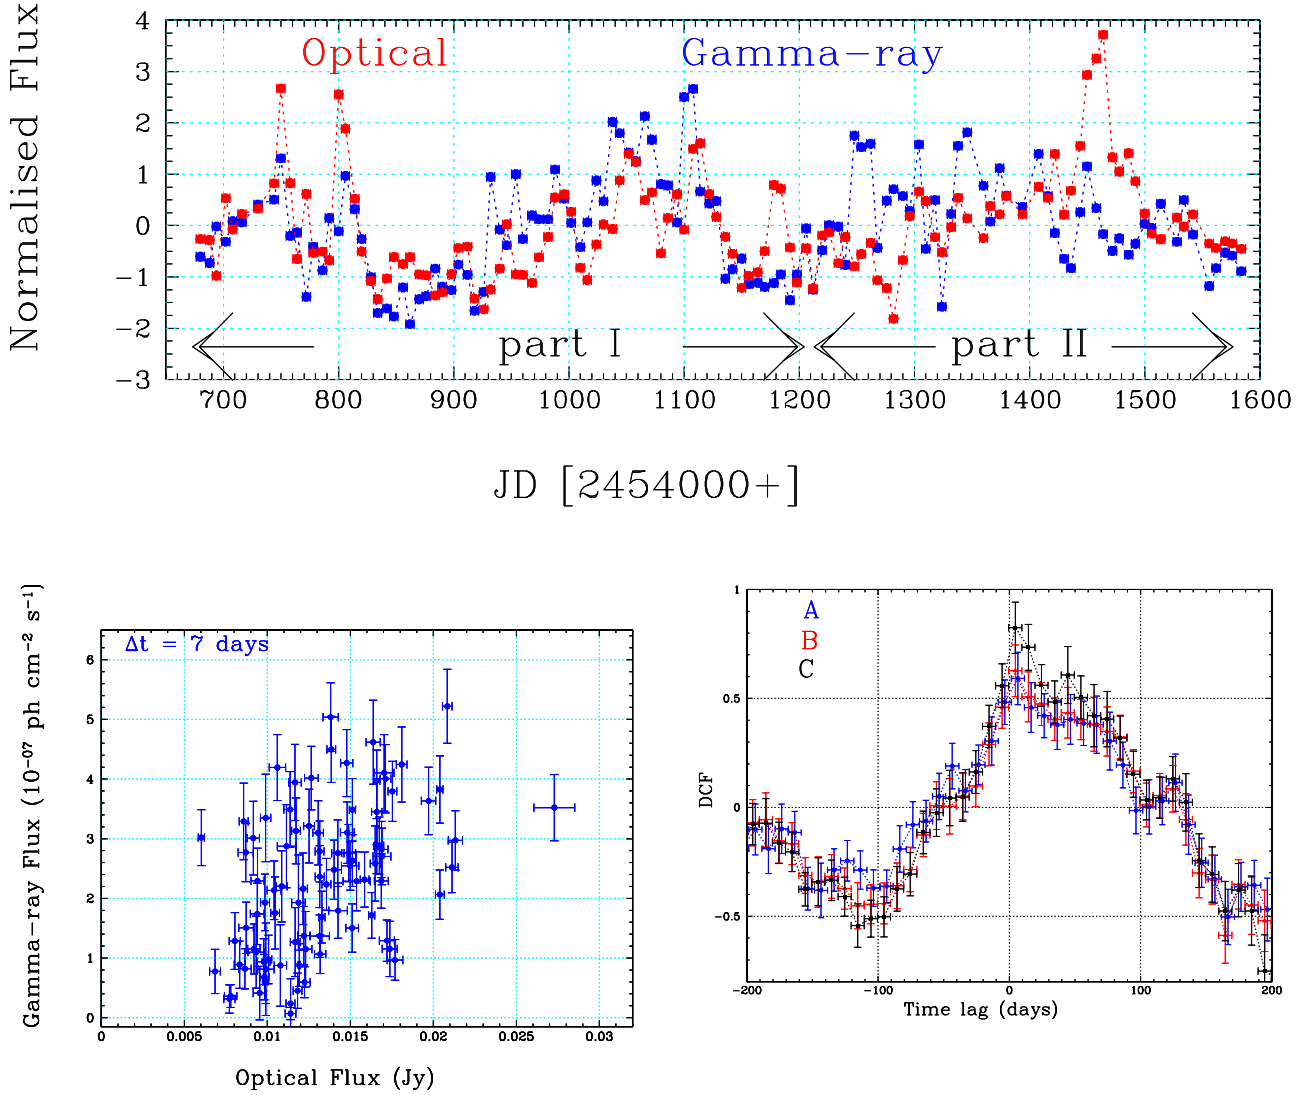 Normalised Flux
4
3
2
1
0
−1
−2
−3
Optical
Gamma−ray
part I
part II
700 800 900 1000 1100 1200 1300 1400 1500 1600
JD [2454000+]
Gamma−ray Flux (10⁻⁰⁷ ph cm⁻² s⁻¹)
Δt = 7 days
6
5
4
3
2
1
0
0 0.005 0.01 0.015 0.02 0.025 0.03
Optical Flux (Jy)
DCF
1
0.5
0
−0.5
A
B
C
−200 −100 0 100 200
Time lag (days)